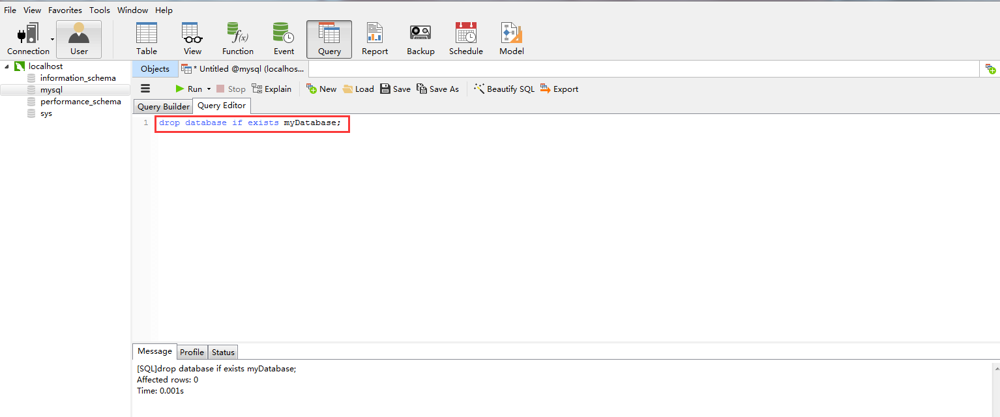 File View Favorites Tools Window Help
Connection User Table View Function Event Query Report Backup Schedule Model
localhost
information_schema
mysql
performance_schema
sys
Objects * Untitled @mysql (localhos...
Run Stop Explain New Load Save Save As Beautify SQL Export
Query Builder Query Editor
1 drop database if exists myDatabase;
Message Profile Status
[SQL]drop database if exists myDatabase;
Affected rows: 0
Time: 0.001s